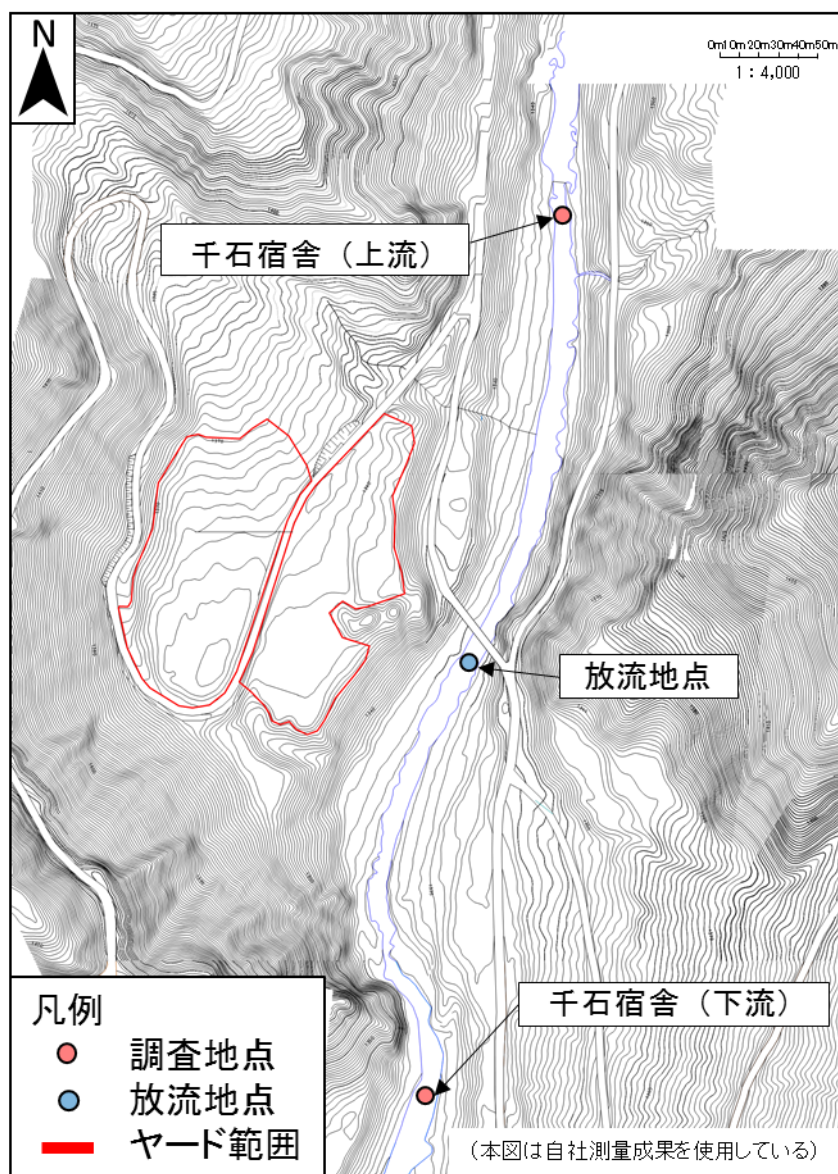 N
0m10m20m30m40m50m
1：4,000
千石宿舎（上流）
放流地点
千石宿舎（下流）
凡例
調査地点
放流地点
ヤード範囲
（本図は自社測量成果を使用している）